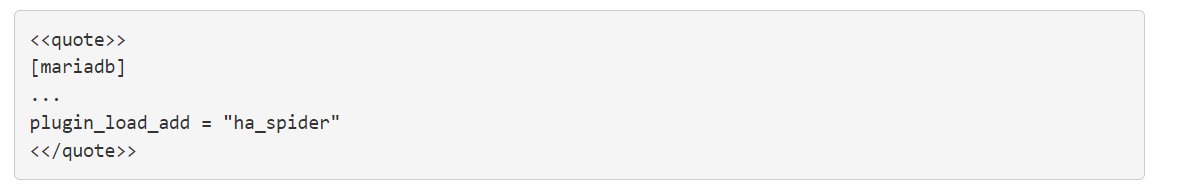 <<quote>>
[mariadb]
...
plugin_load_add = "ha_spider"
<</quote>>